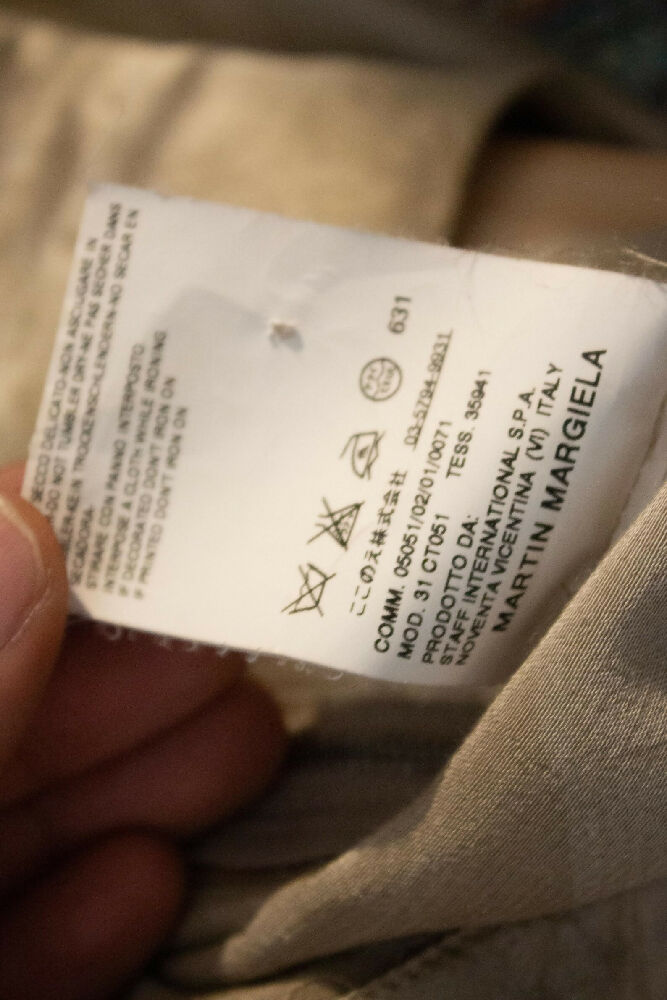 MARTIN MARGIELA
NOVENTA VICENTINA (VI) ITALY
STAFF INTERNATIONAL S.P.A.
PRODOTTO DA:
MOD. 31 CT051 TESS. 35941
COMM. 05051/02/01/0071
ここのえ株式会社 03-5794-9931
631
SECCO DELICATO-NON ASCIUGARE IN
DO NOT TUMBLE DRY-NE PAS SECHER DANS
TROCKENSCHLEUDERN-NO SECAR EN
SECADORA.
STIRARE CON PANNO INTERPOSTO.
INTERPOSE A CLOTH WHILE IRONING
IF DECORATED DON'T IRON ON
IF PRINTED DON'T IRON ON